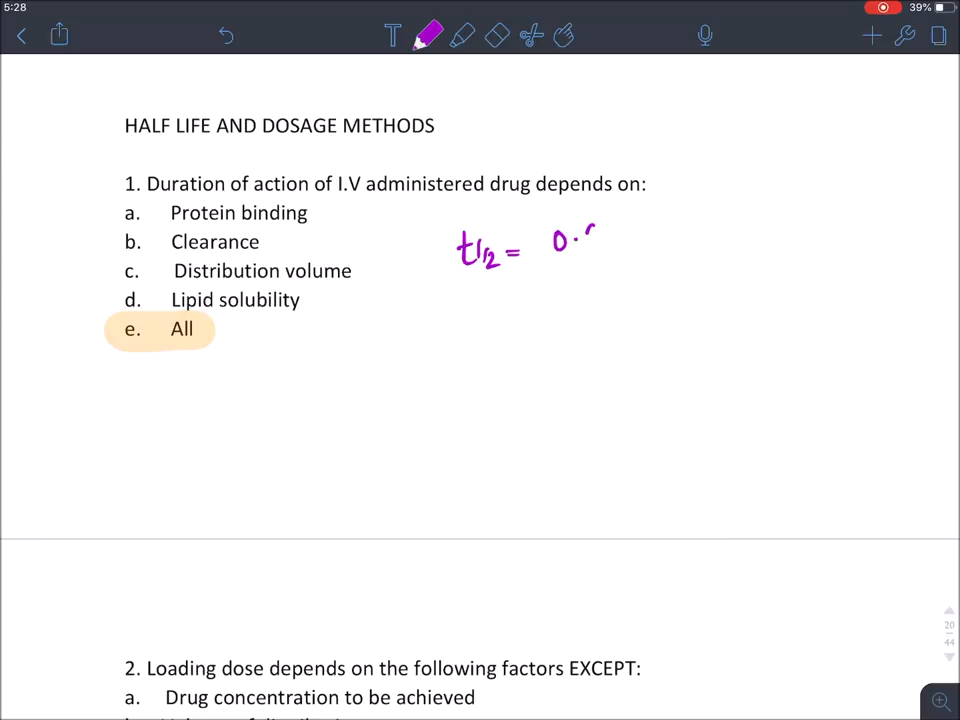 5:28
39%
T
HALF LIFE AND DOSAGE METHODS
1. Duration of action of I.V administered drug depends on:
a. Protein binding
b. Clearance
c. Distribution volume
d. Lipid solubility
e. All
t1/2 = 0.
20
44
2. Loading dose depends on the following factors EXCEPT:
a. Drug concentration to be achieved